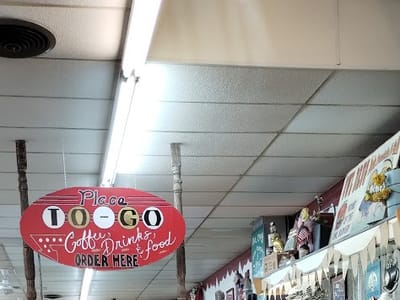 Place
TO-GO
Coffee, Drinks, & food
ORDER HERE